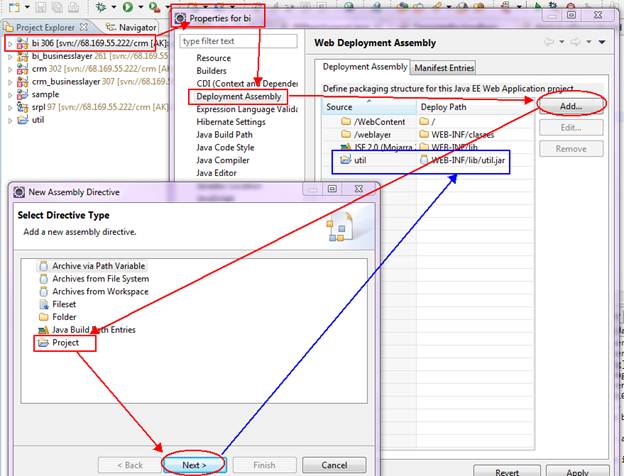 Project Explorer
Navigator
bi 306 [svn://68.169.55.222/crm [AK]:
bi_businesslayer 261 [svn://68.169.
crm 302 [svn://68.169.55.222/crm [A
crm_businesslayer 307 [svn://68.169
sample
srpl 97 [svn://68.169.55.222/crm [AK
util
Properties for bi
type filter text
Resource
Builders
CDI (Context and Dependen
Deployment Assembly
Expression Language Valida
Hibernate Settings
Java Build Path
Java Code Style
Java Compiler
Java Editor
Web Deployment Assembly
Deployment Assembly
Manifest Entries
Define packaging structure for this Java EE Web Application project.
Source
Deploy Path
/WebContent
/
/weblayer
WEB-INF/classes
JSF 2.0 (Mojarra
WEB-INF/lib
util
WEB-INF/lib/util.jar
Add...
Edit...
Remove
New Assembly Directive
Select Directive Type
Add a new assembly directive.
Archive via Path Variable
Archives from File System
Archives from Workspace
Fileset
Folder
Java Build Path Entries
Project
< Back
Next >
Finish
Cancel
Revert
Apply